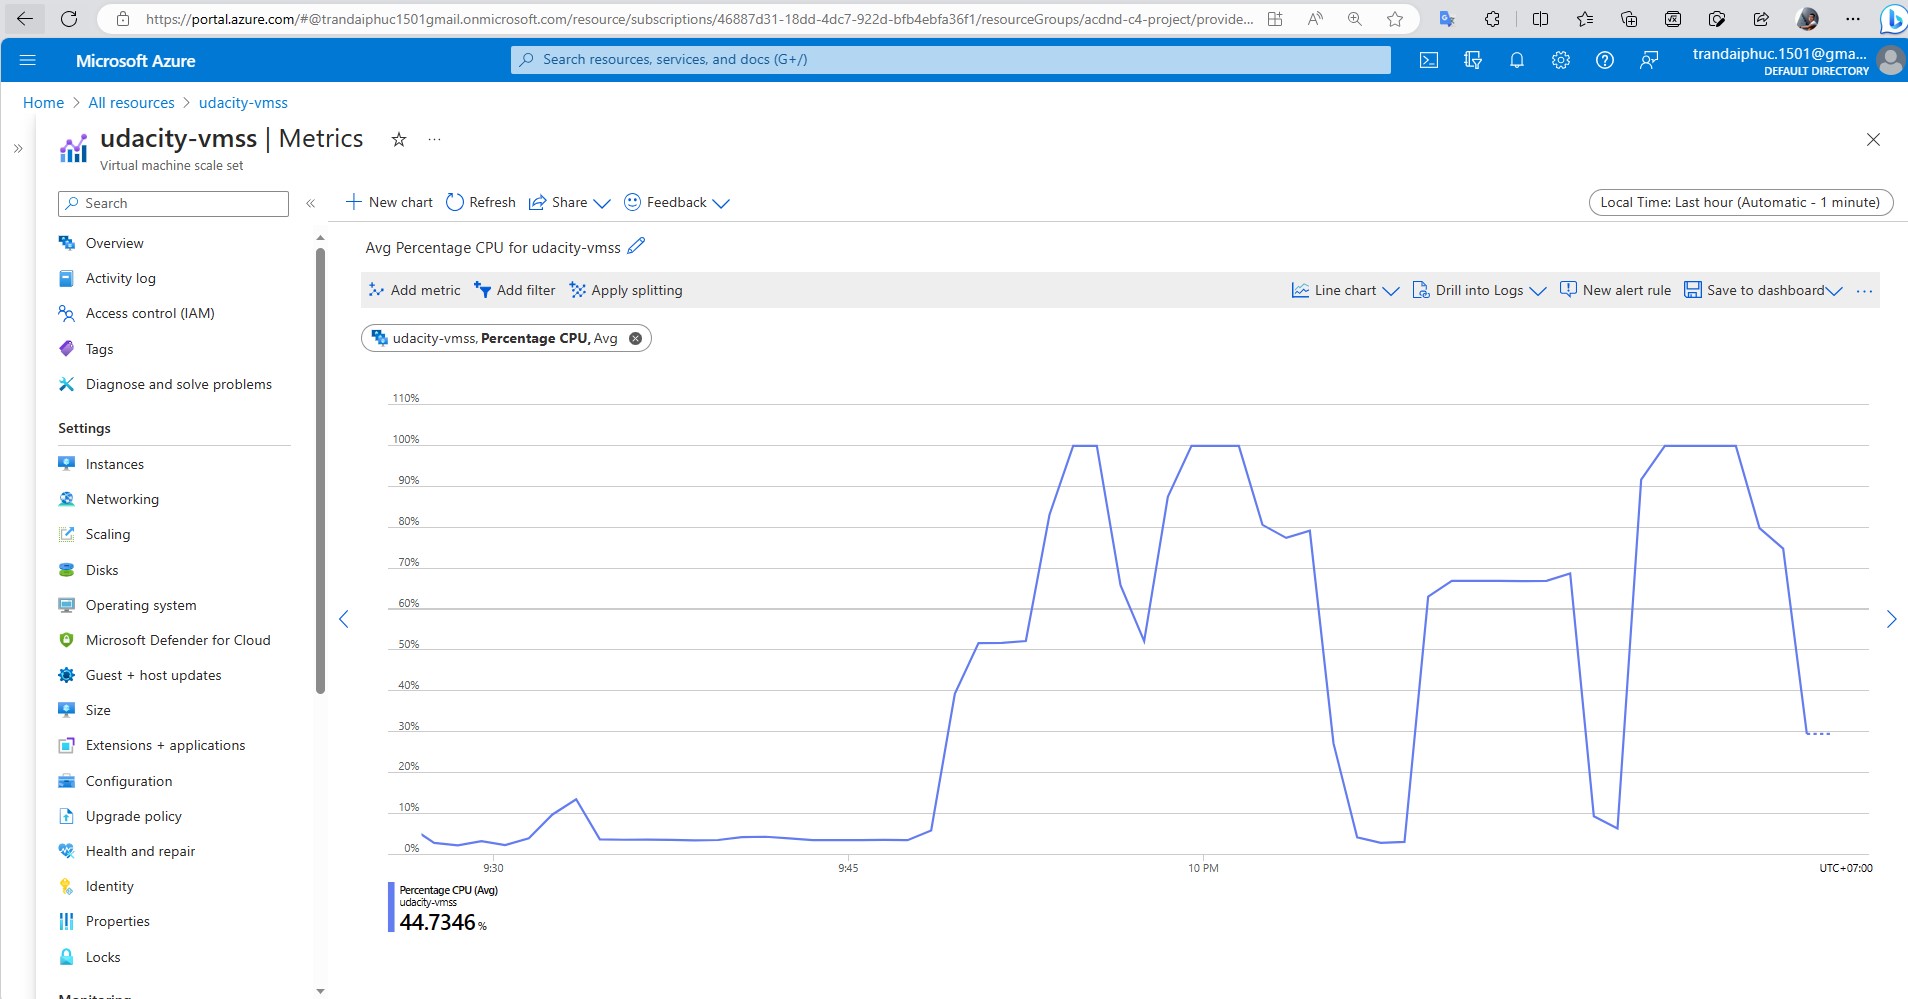 https://portal.azure.com/#@trandaiphuc1501gmail.onmicrosoft.com/resource/subscriptions/46887d31-18dd-4dc7-922d-bfb4ebfa36f1/resourceGroups/acdnd-c4-project/provide...
Microsoft Azure
Search resources, services, and docs (G+/)
trandaiphuc.1501@gma...
DEFAULT DIRECTORY
Home > All resources > udacity-vmss
udacity-vmss | Metrics
Virtual machine scale set
Search
Overview
Activity log
Access control (IAM)
Tags
Diagnose and solve problems
Settings
Instances
Networking
Scaling
Disks
Operating system
Microsoft Defender for Cloud
Guest + host updates
Size
Extensions + applications
Configuration
Upgrade policy
Health and repair
Identity
Properties
Locks
Monitoring
New chart Refresh Share Feedback
Local Time: Last hour (Automatic - 1 minute)
Avg Percentage CPU for udacity-vmss
Add metric Add filter Apply splitting
Line chart Drill into Logs New alert rule Save to dashboard ...
udacity-vmss, Percentage CPU, Avg
110%
100%
90%
80%
70%
60%
50%
40%
30%
20%
10%
0%
9:30 9:45 10 PM UTC+07:00
Percentage CPU (Avg)
udacity-vmss
44.7346 %